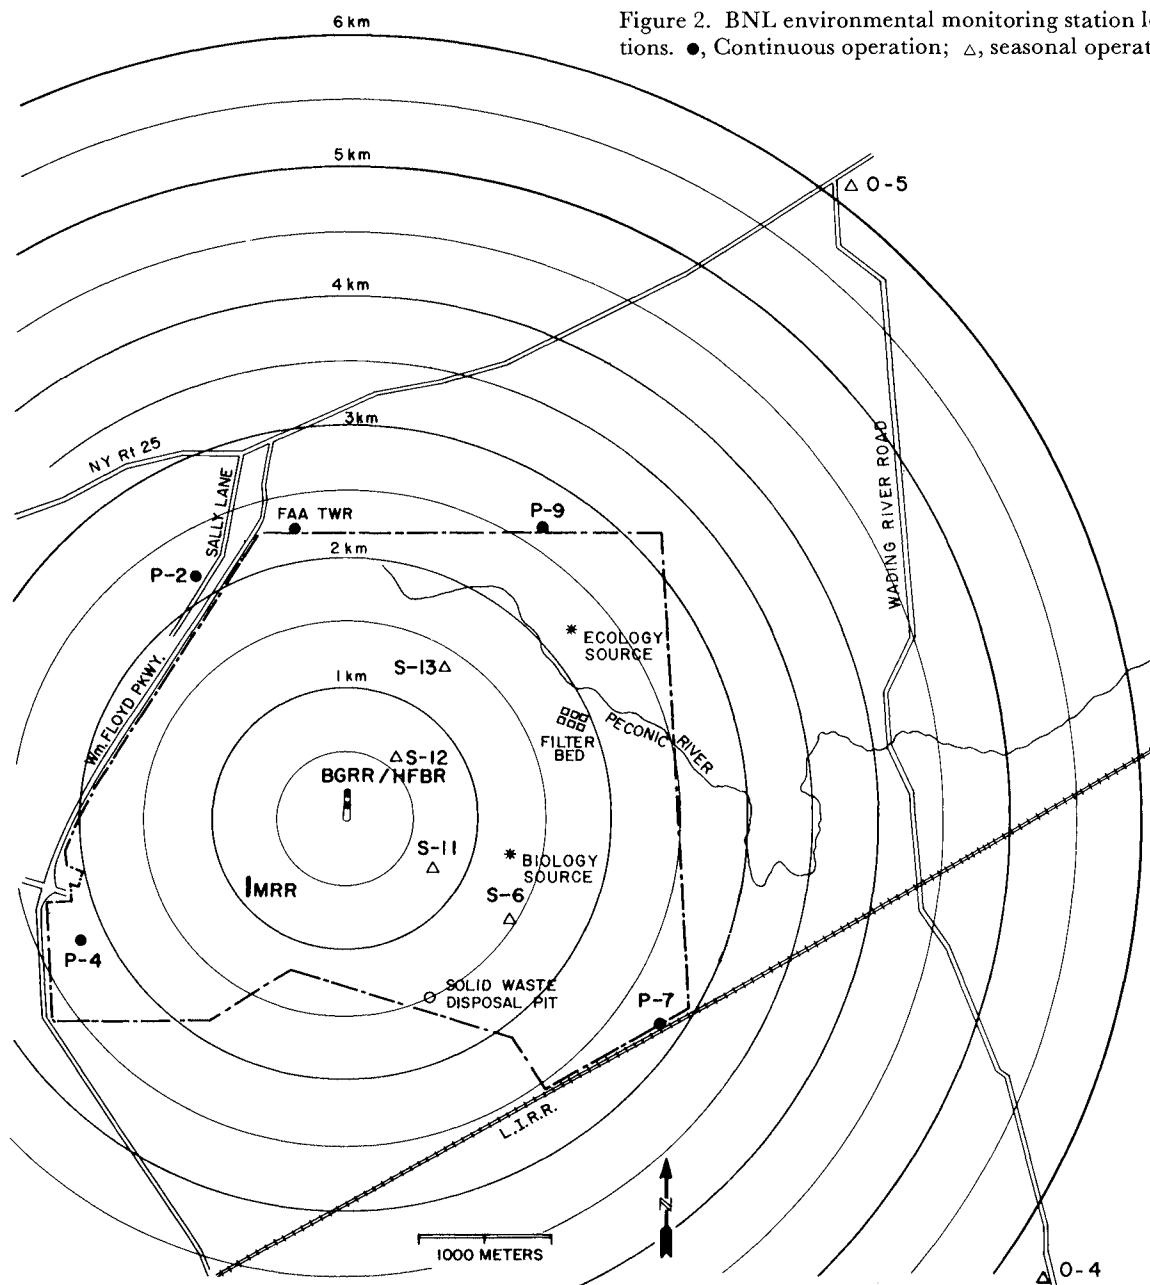 6 km
Figure 2. BNL environmental monitoring station l
tions. ●, Continuous operation; △, seasonal operat
5 km
O-5
4 km
3 km
NY Rt 25
SALLY LANE
FAA TWR
P-9
2 km
P-2
WADING RIVER ROAD
ECOLOGY
SOURCE
S-13
1 km
Wm. FLOYD PKWY.
PECONIC RIVER
FILTER
BED
S-12
BGRR/HFBR
S-11
BIOLOGY
SOURCE
MRR
S-6
P-4
SOLID WASTE
DISPOSAL PIT
P-7
L.I.R.R.
N
1000 METERS
O-4